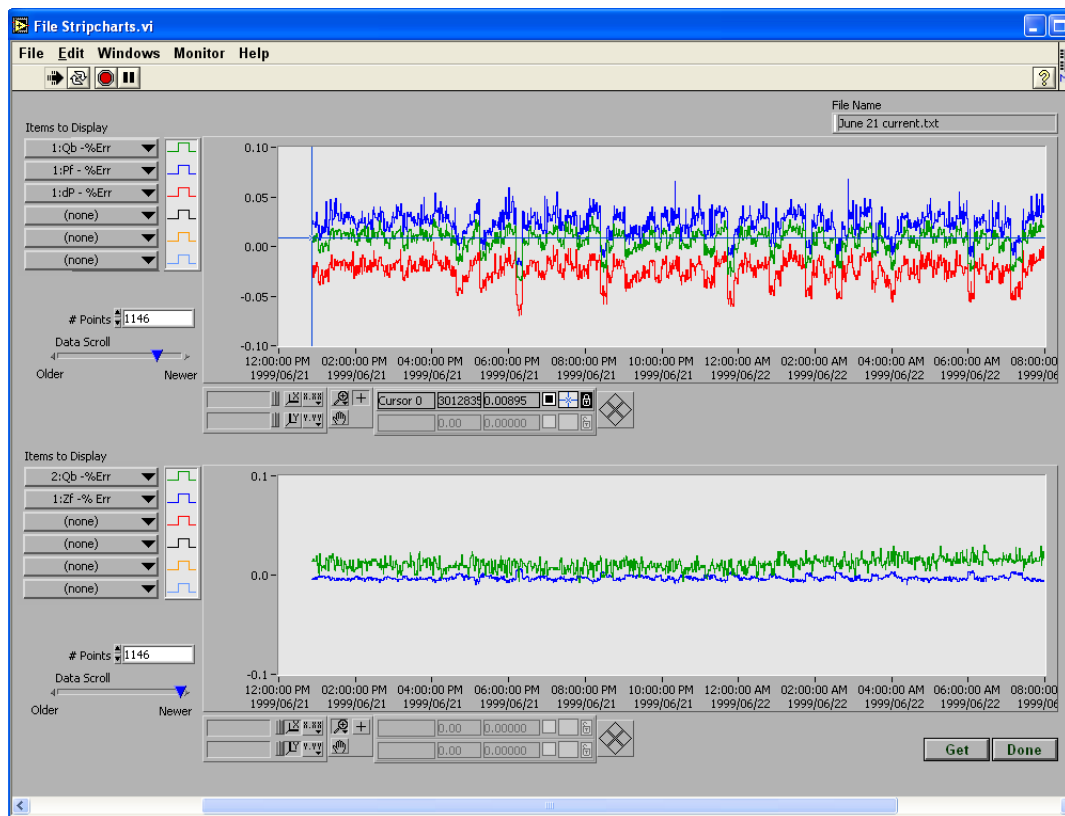 File Stripcharts.vi
File Edit Windows Monitor Help
File Name
June 21 current.txt
Items to Display
1:Qb -%Err
1:Pf - %Err
1:dP - %Err
(none)
(none)
(none)
# Points 1146
Data Scroll
Older Newer
0.10
0.05
0.00
-0.05
-0.10
12:00:00 PM 02:00:00 PM 04:00:00 PM 06:00:00 PM 08:00:00 PM 10:00:00 PM 12:00:00 AM 02:00:00 AM 04:00:00 AM 06:00:00 AM 08:00:00
1999/06/21 1999/06/21 1999/06/21 1999/06/21 1999/06/21 1999/06/21 1999/06/22 1999/06/22 1999/06/22 1999/06/22 1999/06
X X.XX Cursor 0 3012835 0.00895
Y Y.YY 0.00 0.00000
Items to Display
2:Qb -%Err
1:Zf -% Err
(none)
(none)
(none)
(none)
# Points 1146
Data Scroll
Older Newer
0.1
0.0
-0.1
12:00:00 PM 02:00:00 PM 04:00:00 PM 06:00:00 PM 08:00:00 PM 10:00:00 PM 12:00:00 AM 02:00:00 AM 04:00:00 AM 06:00:00 AM 08:00:00
1999/06/21 1999/06/21 1999/06/21 1999/06/21 1999/06/21 1999/06/21 1999/06/22 1999/06/22 1999/06/22 1999/06/22 1999/06
X X.XX 0.00 0.00000
Y Y.YY 0.00 0.00000
Get Done